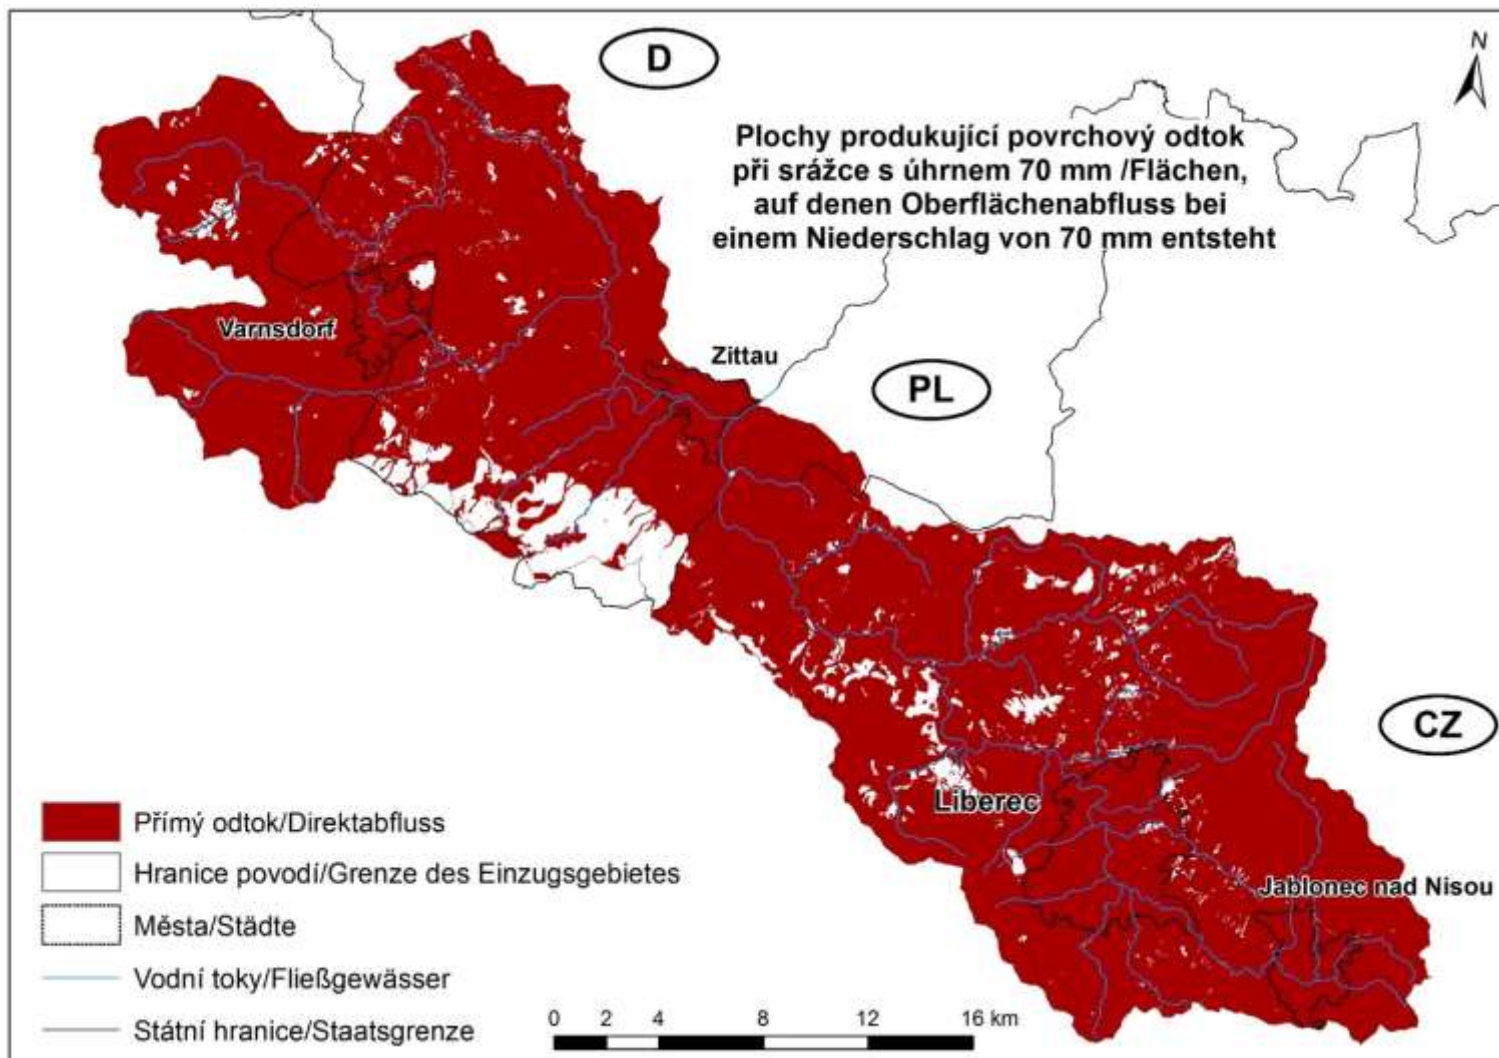 D
N
Plochy produkující povrchový odtok
při srážce s úhrnem 70 mm /Flächen,
auf denen Oberflächenabfluss bei
einem Niederschlag von 70 mm entsteht
Varnsdorf
Zittau
PL
CZ
Liberec
Jablonec nad Nisou
Přímý odtok/Direktabfluss
Hranice povodí/Grenze des Einzugsgebietes
Města/Städte
Vodní toky/Fließgewässer
Státní hranice/Staatsgrenze
0 2 4 8 12 16 km